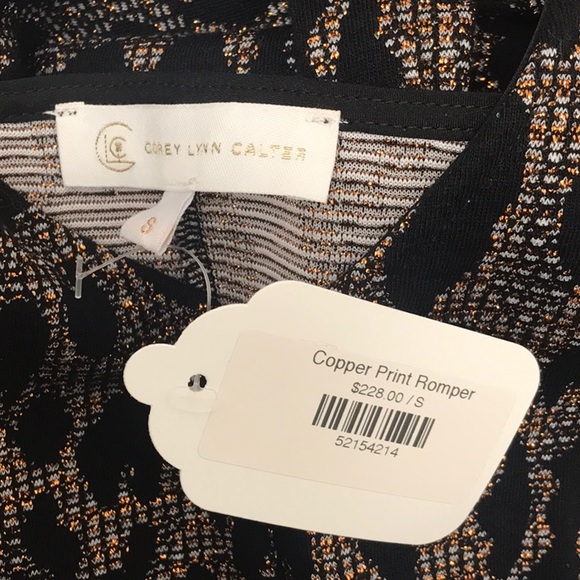 COREY LYNN CALTER
S
Copper Print Romper
$228.00 / S
52154214